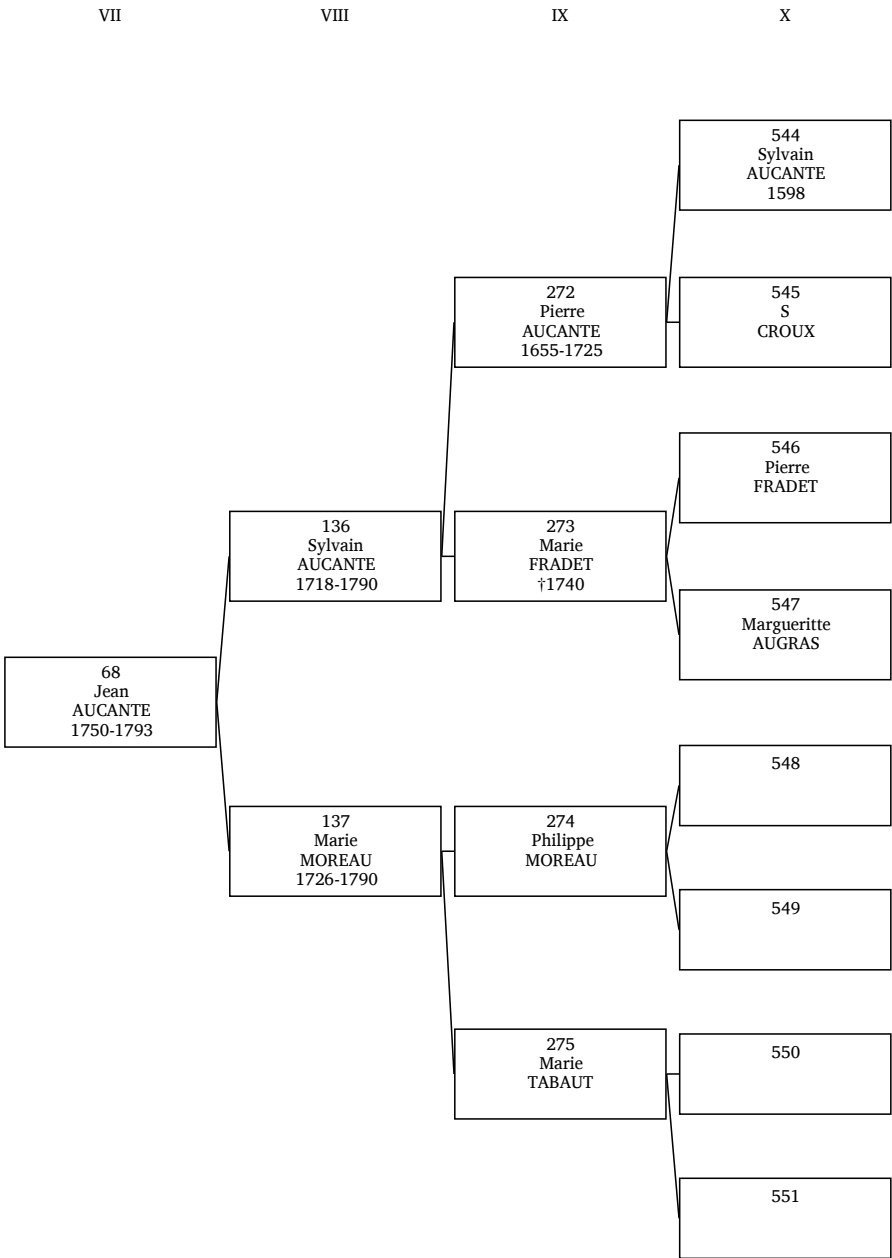 VII VIII IX X
544
Sylvain
AUCANTE
1598
272
Pierre
AUCANTE
1655-1725
545
S
CROUX
546
Pierre
FRADET
136
Sylvain
AUCANTE
1718-1790
273
Marie
FRADET
†1740
547
Margueritte
AUGRAS
68
Jean
AUCANTE
1750-1793
548
137
Marie
MOREAU
1726-1790
274
Philippe
MOREAU
549
275
Marie
TABAUT
550
551